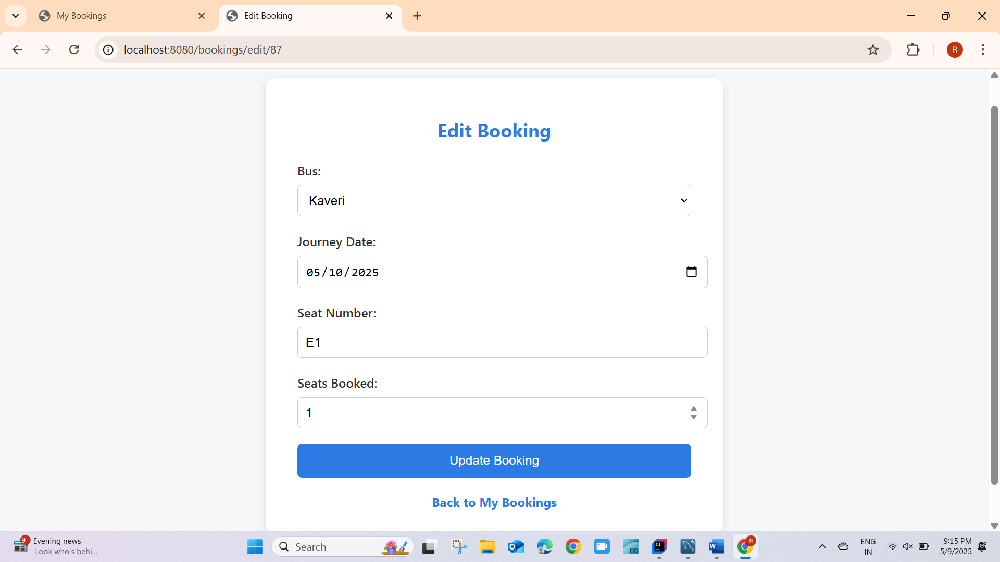 My Bookings
Edit Booking
localhost:8080/bookings/edit/87
R
Edit Booking
Bus:
Kaveri
Journey Date:
05/10/2025
Seat Number:
E1
Seats Booked:
1
Update Booking
Back to My Bookings
9+
Evening news
'Look who's behi...
Search
ENG
IN
9:15 PM
5/9/2025